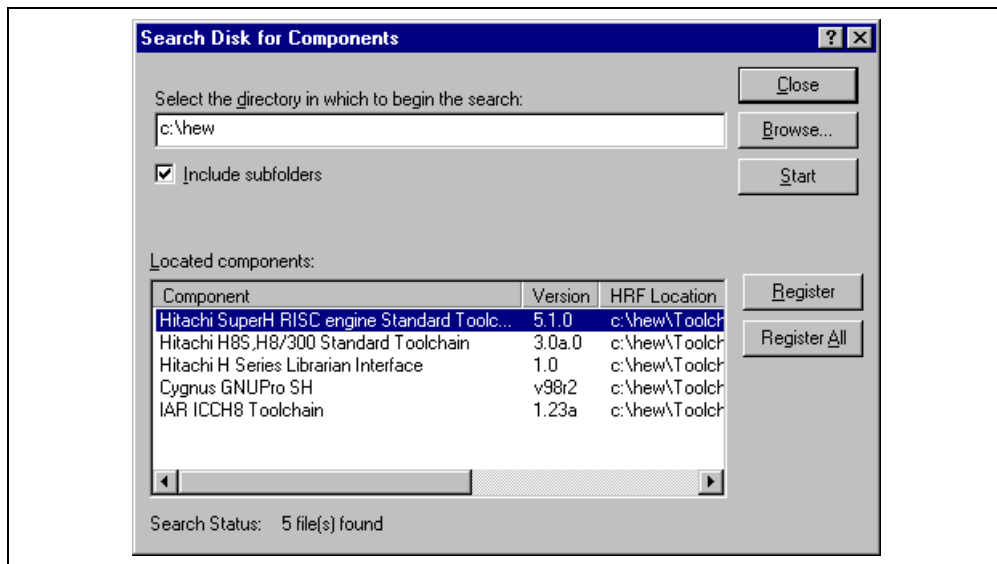 Search Disk for Components
Close
Select the directory in which to begin the search:
c:\hew
Browse...
Include subfolders
Start
Located components:
Component Version HRF Location
Register
Hitachi SuperH RISC engine Standard Toolc... 5.1.0 c:\hew\Toolch
Hitachi H8S,H8/300 Standard Toolchain 3.0a.0 c:\hew\Toolch
Register All
Hitachi H Series Librarian Interface 1.0 c:\hew\Toolch
Cygnus GNUPro SH v98r2 c:\hew\Toolch
IAR ICCH8 Toolchain 1.23a c:\hew\Toolch
Search Status: 5 file(s) found